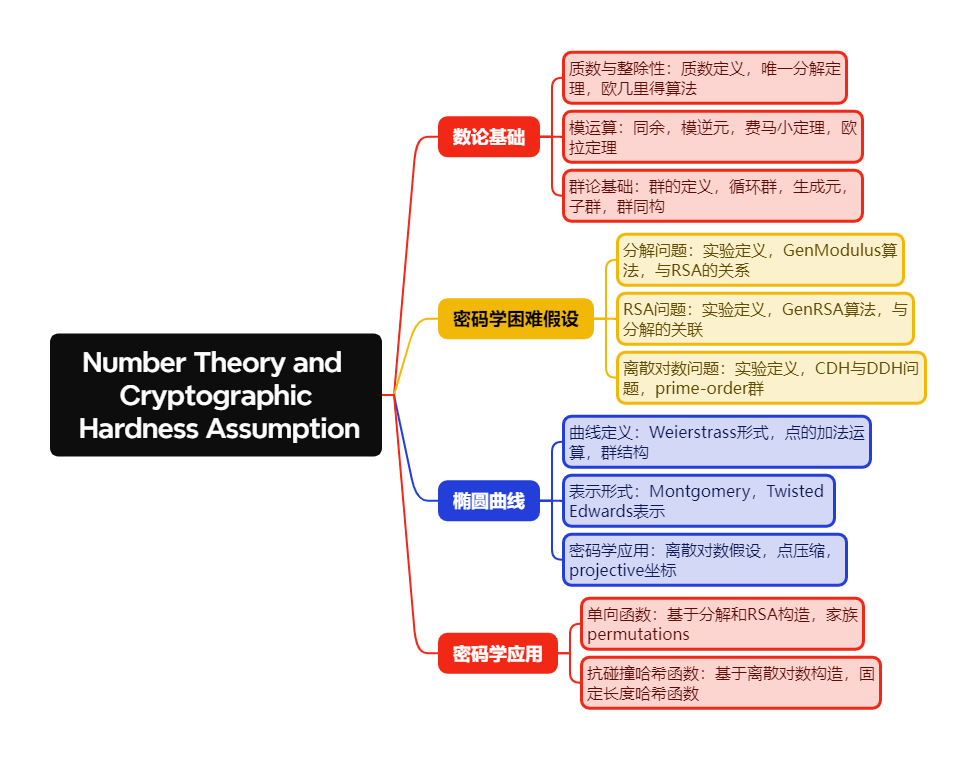 Number Theory and
Cryptographic
Hardness Assumption
数论基础
质数与整除性：质数定义，唯一分解定
理，欧几里得算法
模运算：同余，模逆元，费马小定理，欧
拉定理
群论基础：群的定义，循环群，生成元，
子群，群同构
密码学困难假设
分解问题：实验定义，GenModulus算
法，与RSA的关系
RSA问题：实验定义，GenRSA算法，与
分解的关联
离散对数问题：实验定义，CDH与DDH问
题，prime-order群
椭圆曲线
曲线定义：Weierstrass形式，点的加法运
算，群结构
表示形式：Montgomery，Twisted
Edwards表示
密码学应用：离散对数假设，点压缩，
projective坐标
密码学应用
单向函数：基于分解和RSA构造，家族
permutations
抗碰撞哈希函数：基于离散对数构造，固
定长度哈希函数